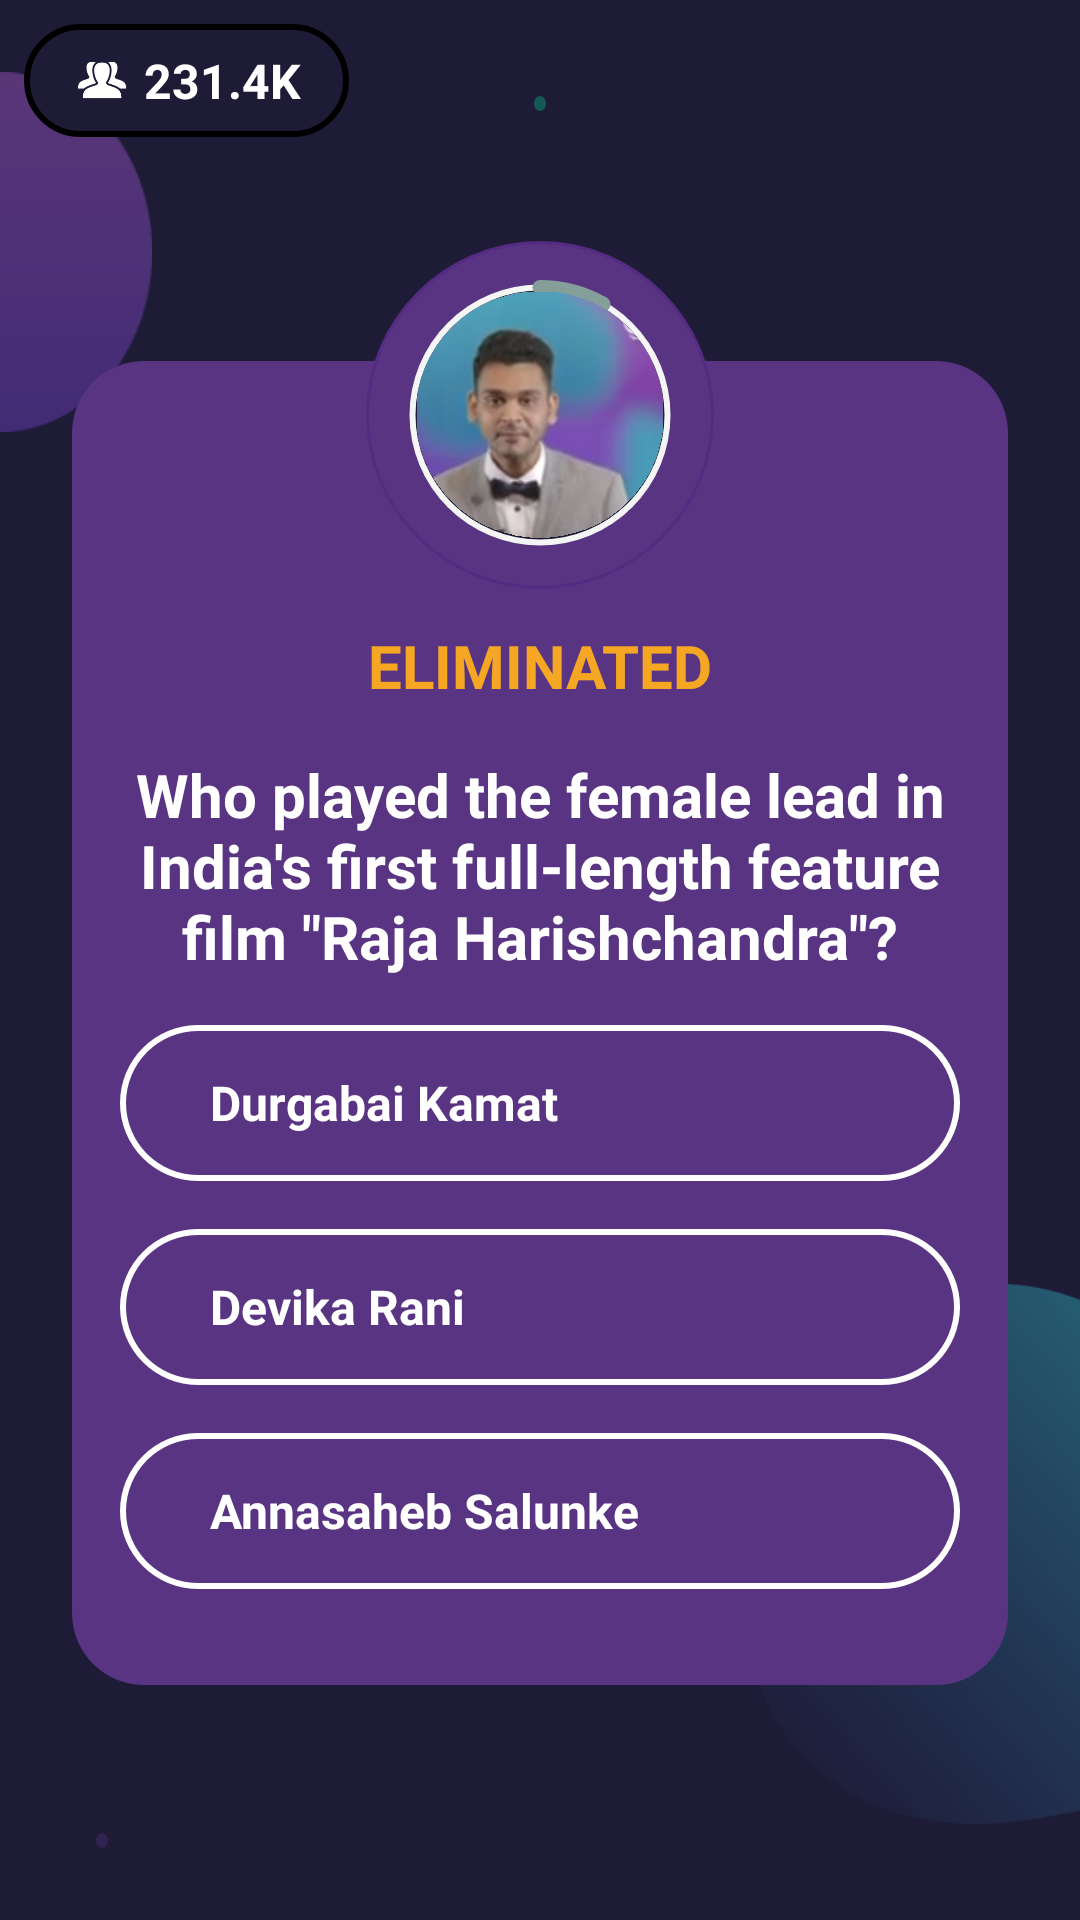 231.4K
ELIMINATED
Who played the female lead in
India's first full-length feature
film "Raja Harishchandra"?
Durgabai Kamat
Devika Rani
Annasaheb Salunke